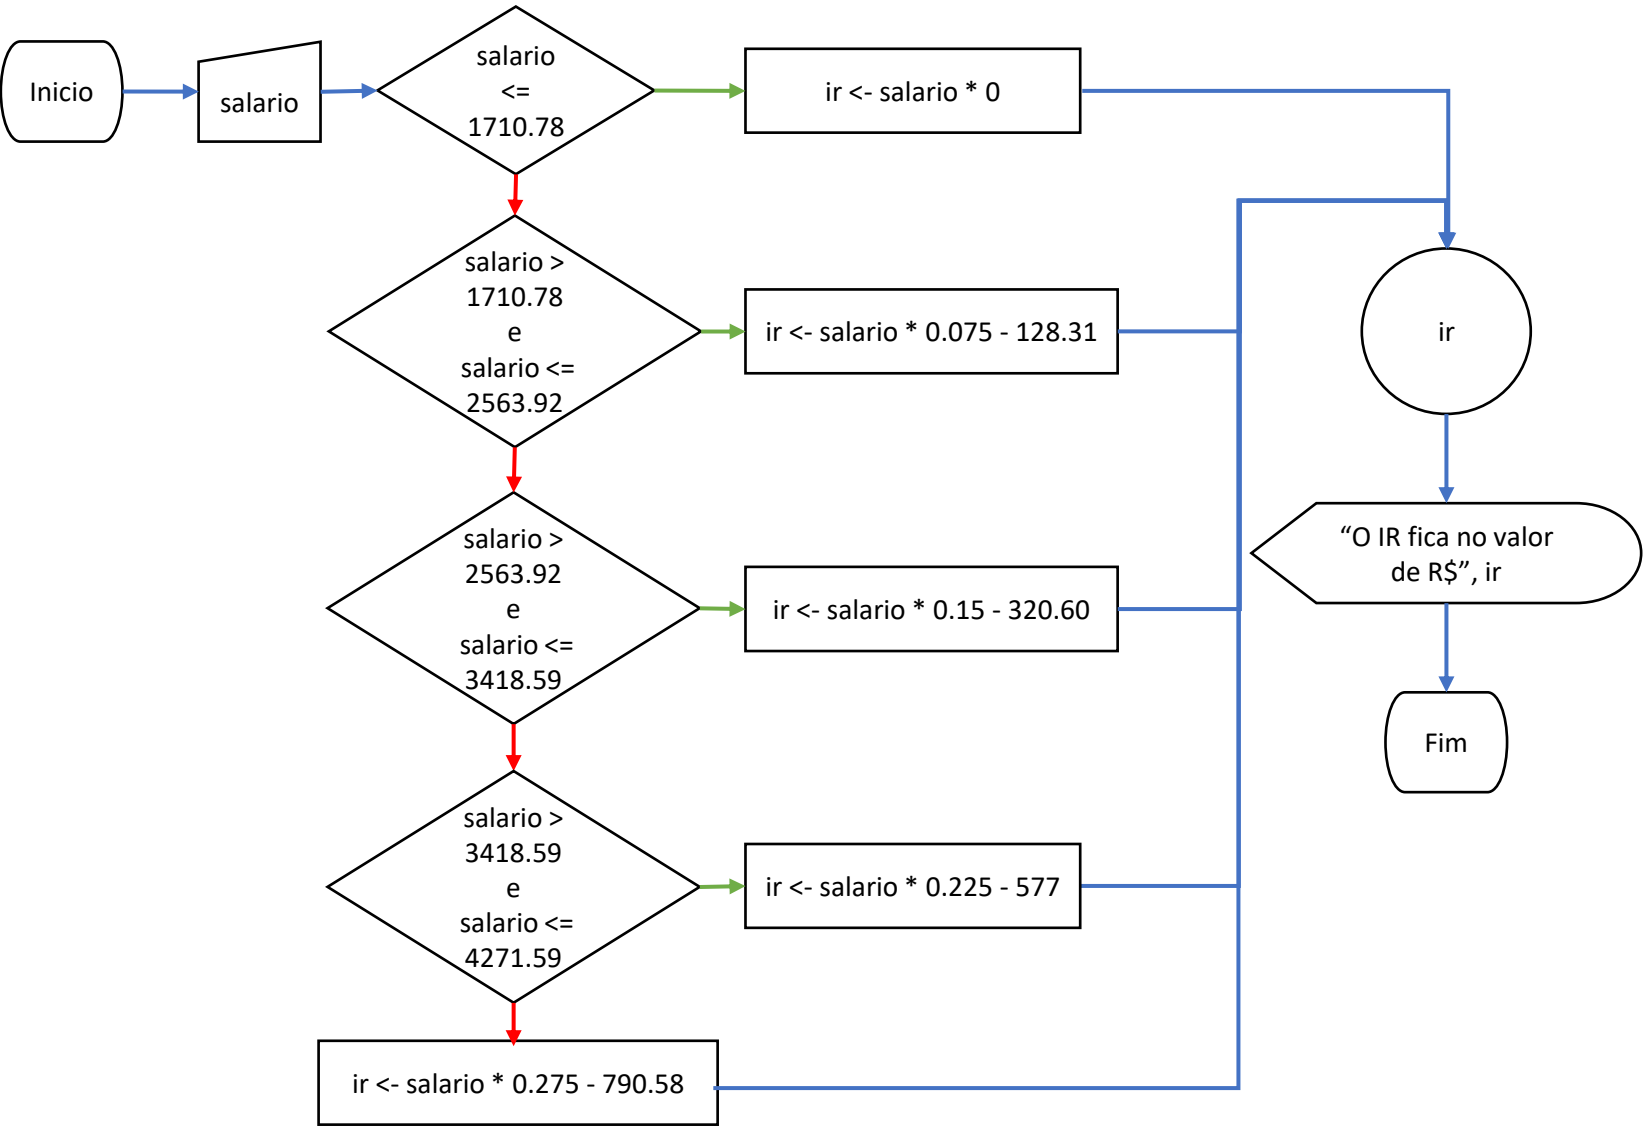 Inicio
salario
salario
<=
1710.78
ir <- salario * 0
salario >
1710.78
e
salario <=
2563.92
ir <- salario * 0.075 - 128.31
ir
salario >
2563.92
e
salario <=
3418.59
ir <- salario * 0.15 - 320.60
“O IR fica no valor
de R$”, ir
Fim
salario >
3418.59
e
salario <=
4271.59
ir <- salario * 0.225 - 577
ir <- salario * 0.275 - 790.58